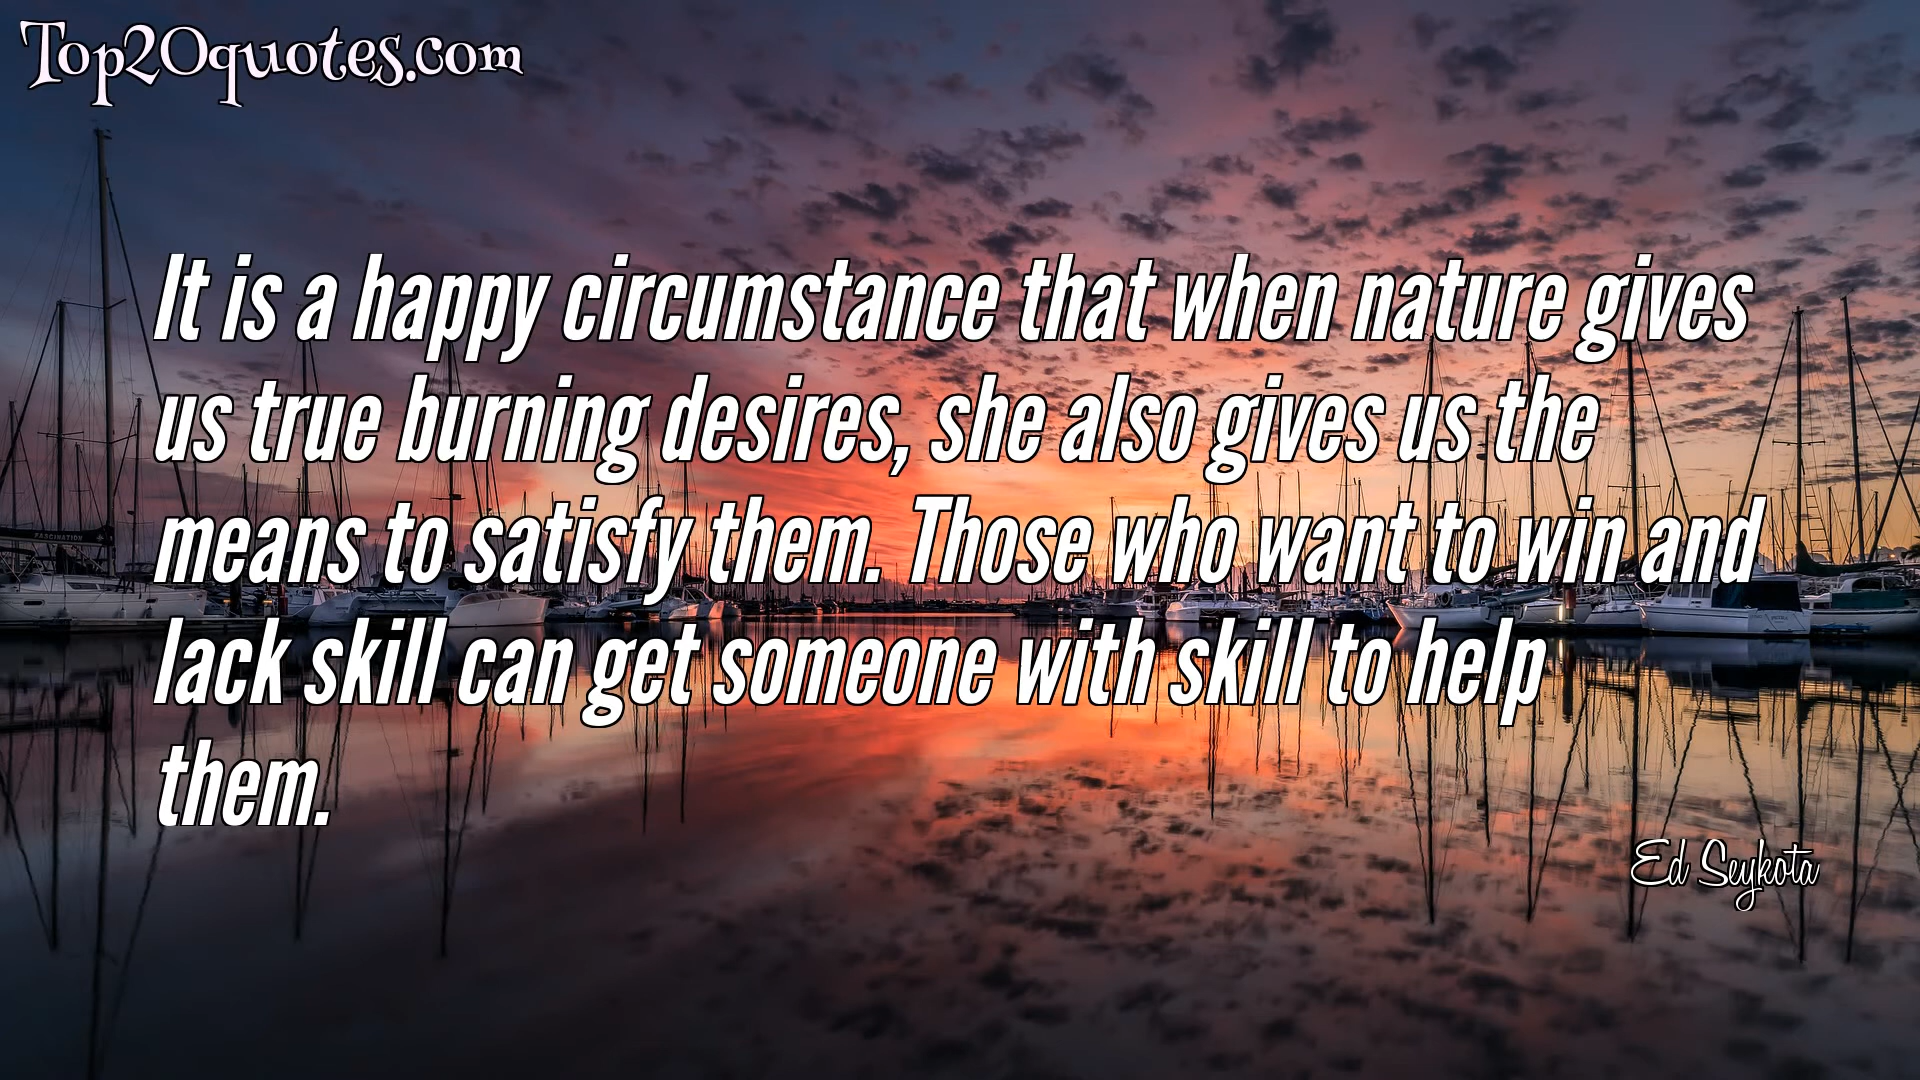 Top20quotes.com
It is a happy circumstance that when nature gives
us true burning desires, she also gives us the
means to satisfy them. Those who want to win and
lack skill can get someone with skill to help
them.
Ed Seykota
FASCINATION